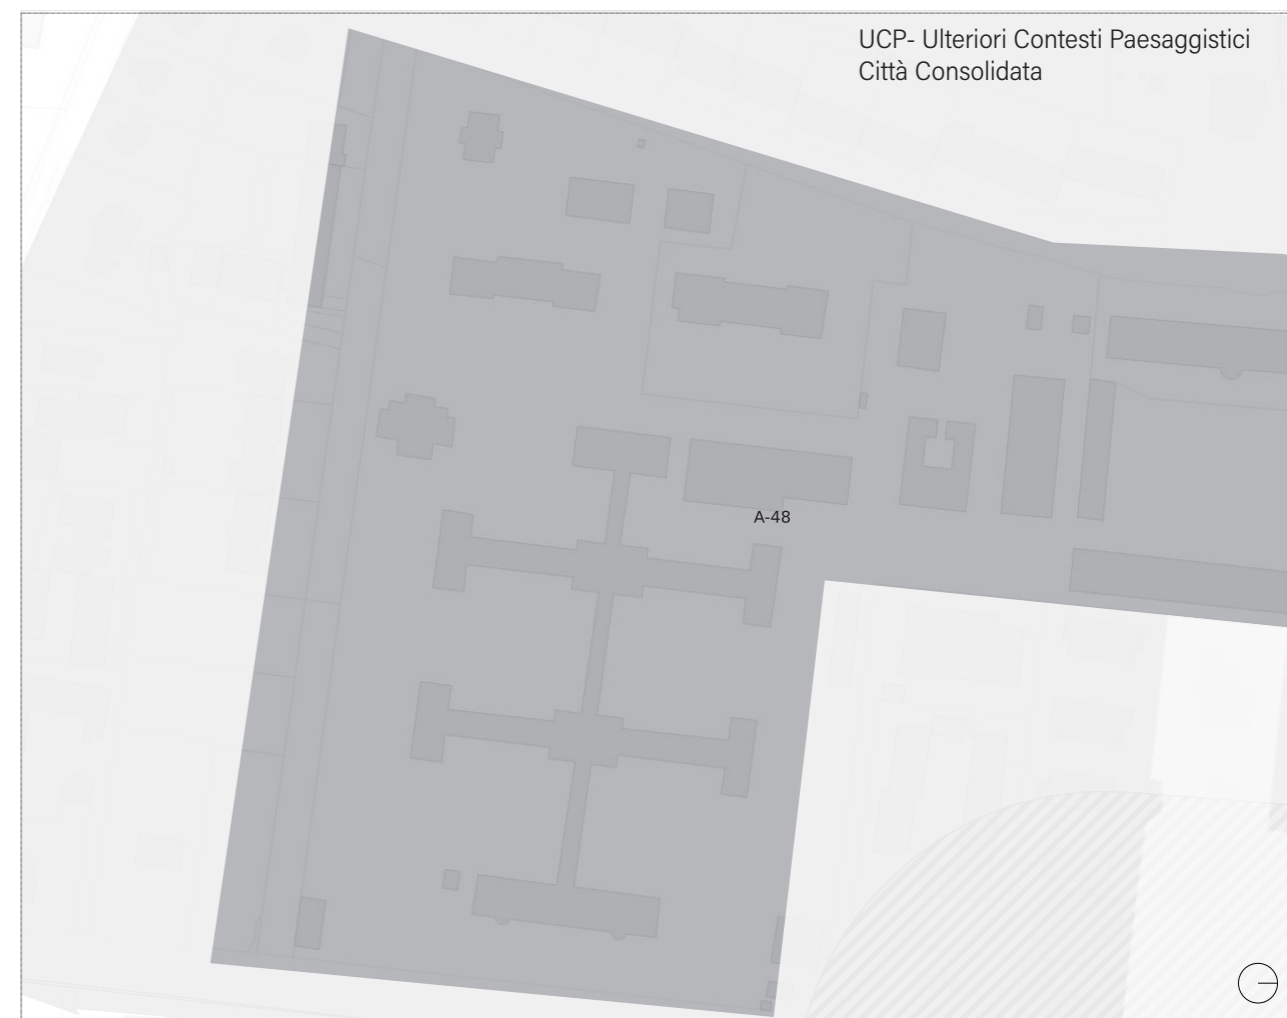 UCP- Ulteriori Contesti Paesaggistici
Città Consolidata
A-48